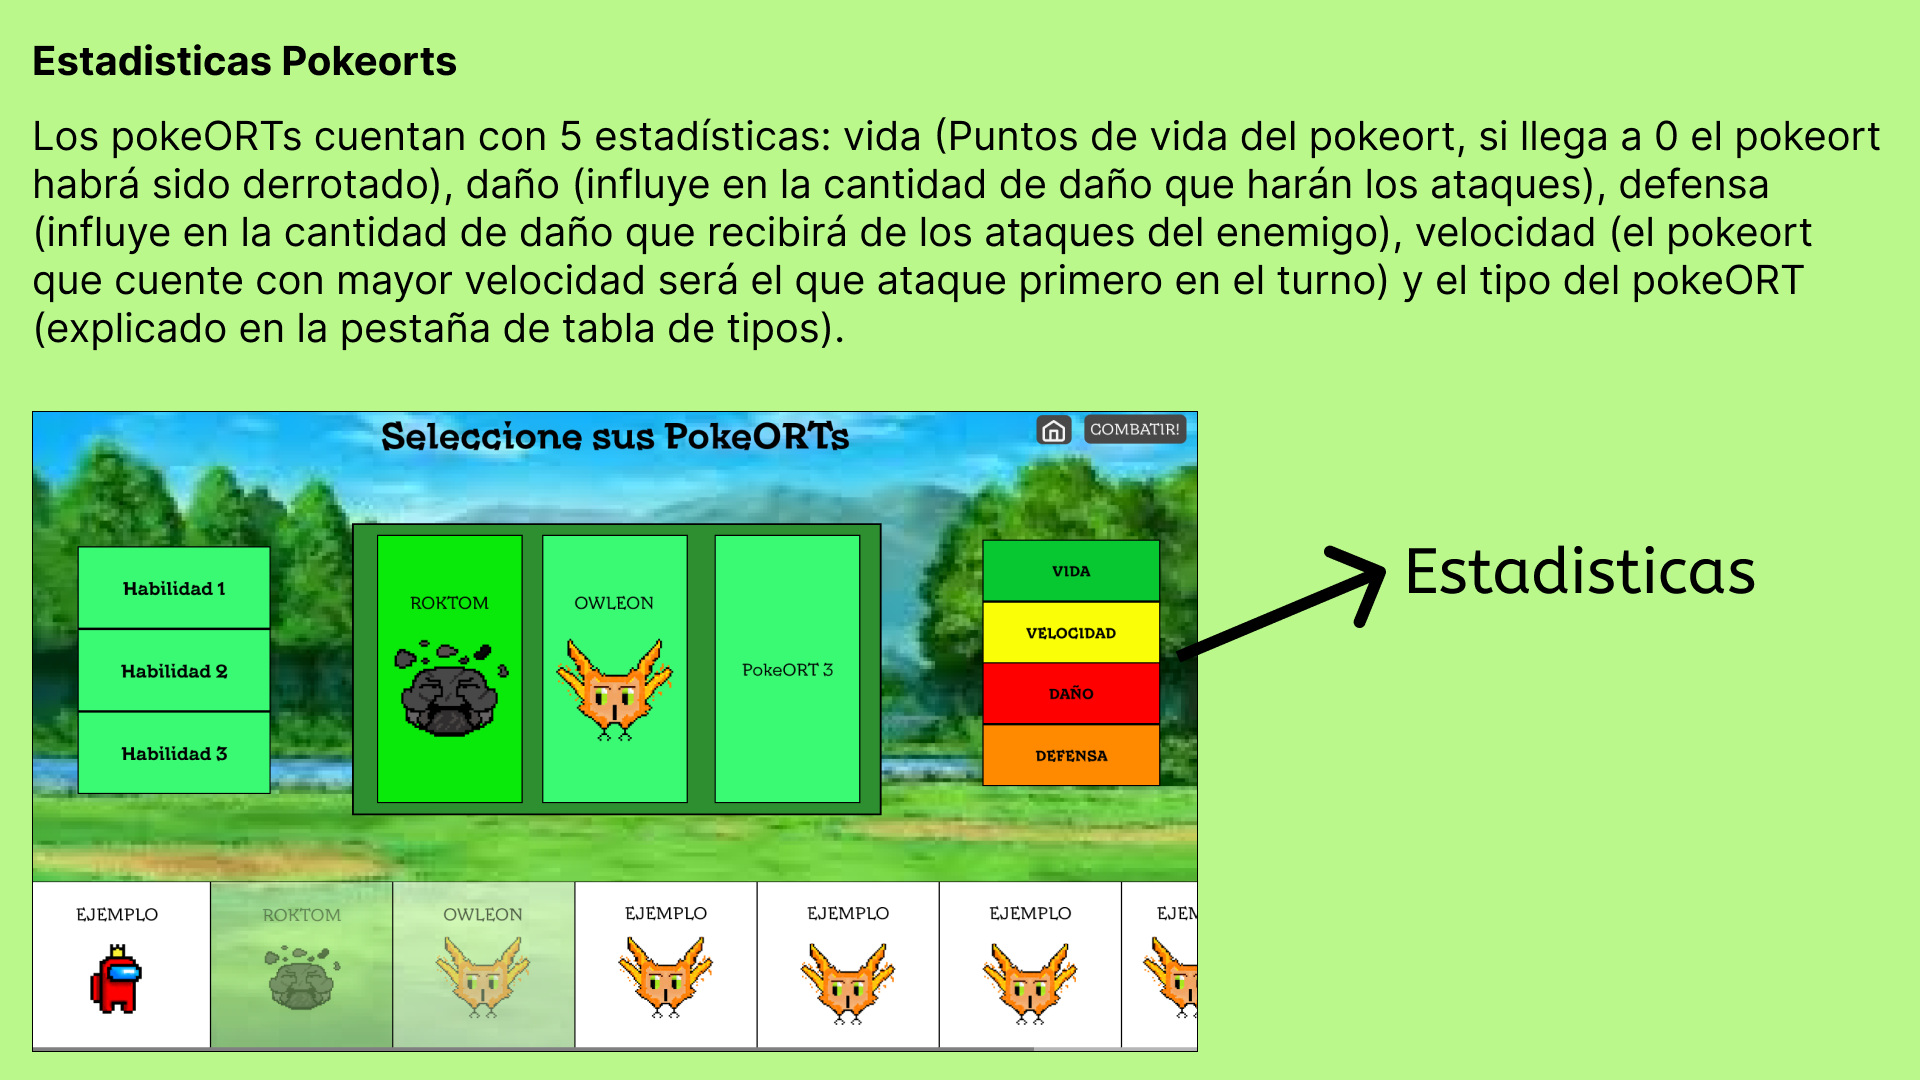 Estadisticas Pokeorts
Los pokeORTs cuentan con 5 estadísticas: vida (Puntos de vida del pokeort, si llega a 0 el pokeort
habrá sido derrotado), daño (influye en la cantidad de daño que harán los ataques), defensa
(influye en la cantidad de daño que recibirá de los ataques del enemigo), velocidad (el pokeort
que cuente con mayor velocidad será el que ataque primero en el turno) y el tipo del pokeORT
(explicado en la pestaña de tabla de tipos).
Seleccione sus PokeORTs
COMBATIR!
Habilidad 1
Habilidad 2
Habilidad 3
ROKTOM
OWLEON
PokeORT 3
VIDA
VELOCIDAD
DAÑO
DEFENSA
Estadisticas
EJEMPLO
ROKTOM
OWLEON
EJEMPLO
EJEMPLO
EJEMPLO
EJEM